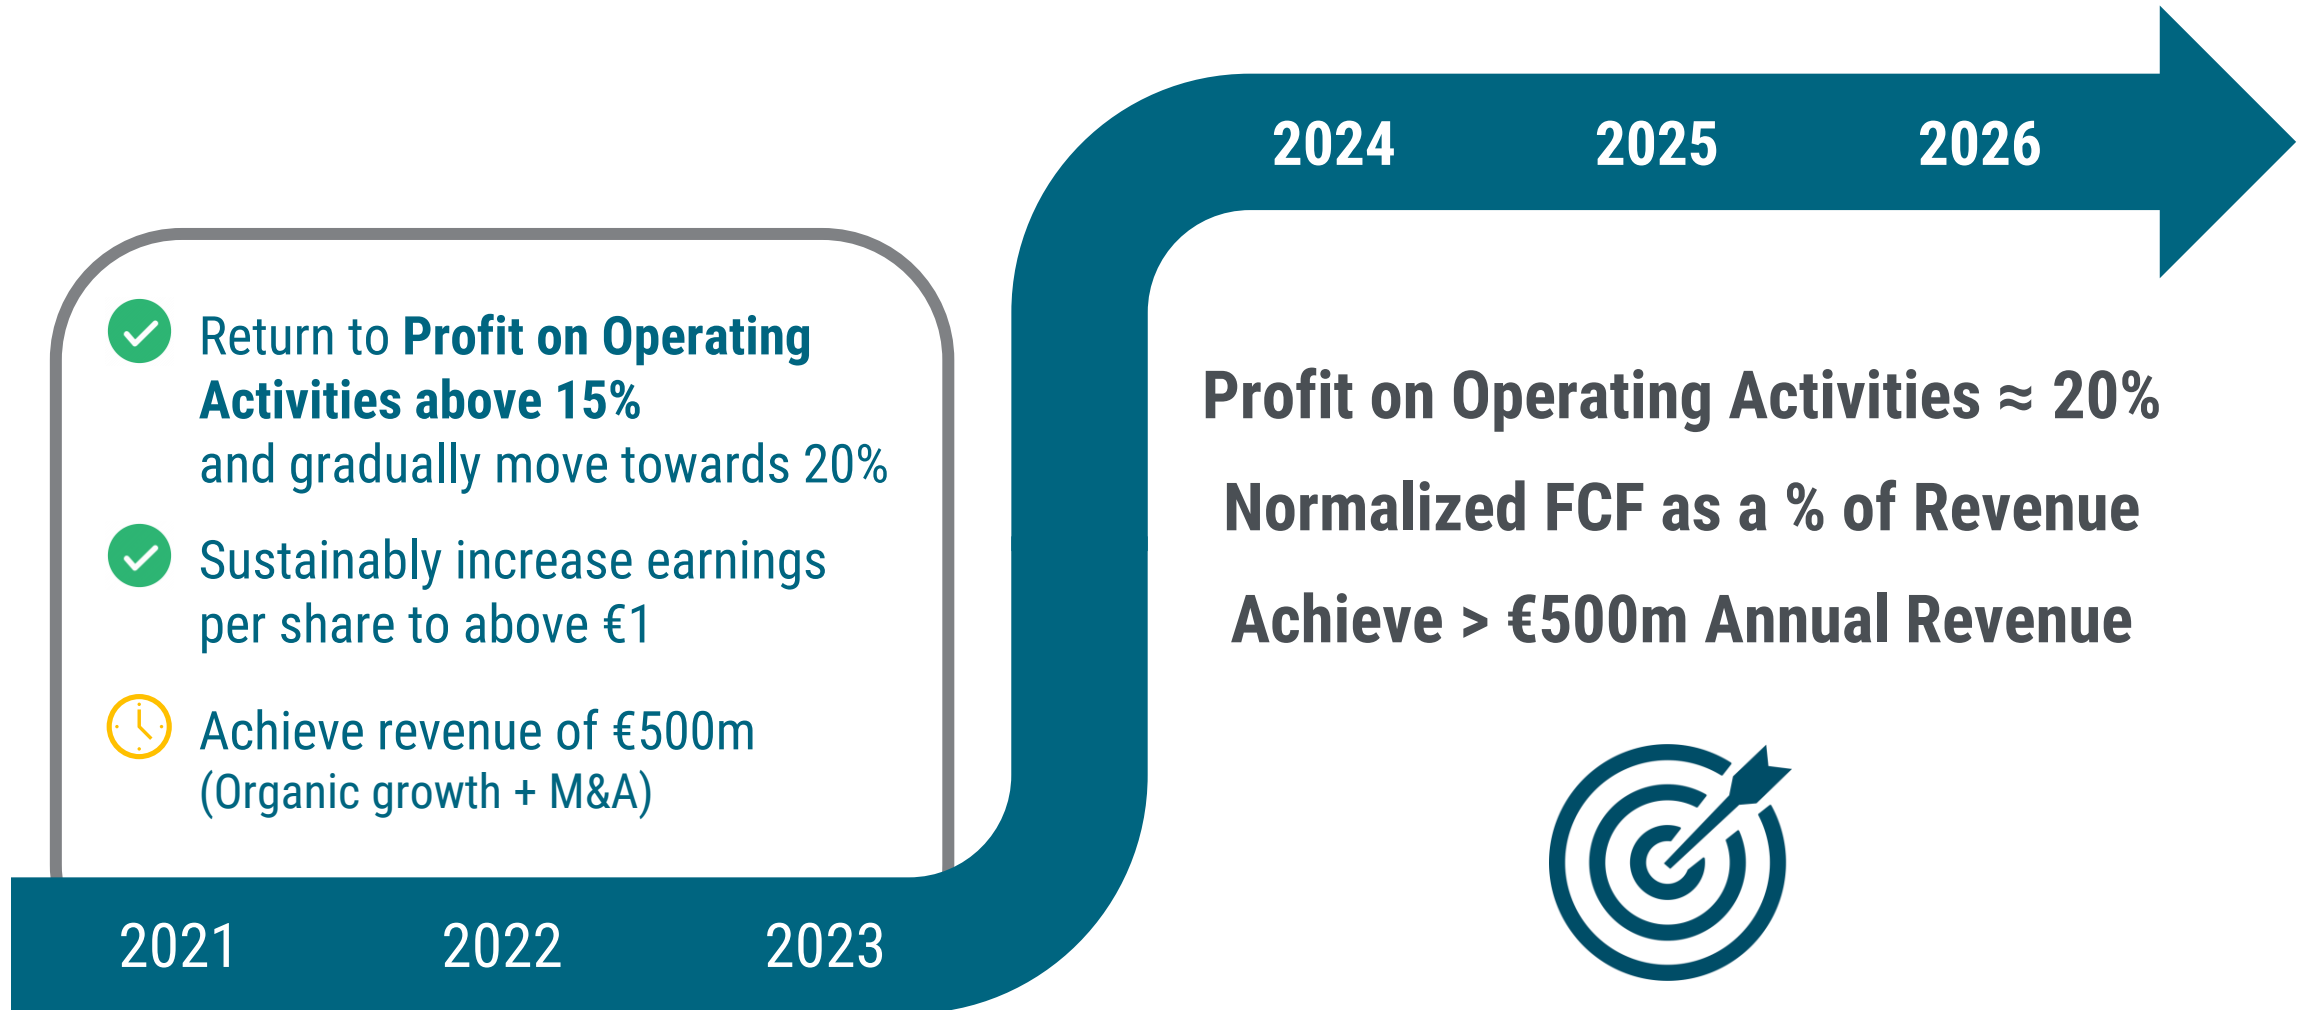 Return to Profit on Operating
Activities above 15%
and gradually move towards 20%
Sustainably increase earnings
per share to above €1
Achieve revenue of €500m
(Organic growth + M&A)
2021 2022 2023
2024 2025 2026
Profit on Operating Activities ≈ 20%
Normalized FCF as a % of Revenue
Achieve > €500m Annual Revenue